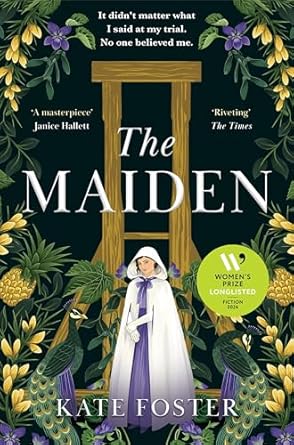 It didn't matter what
I said at my trial.
No one believed me.
'A masterpiece'
Janice Hallett
'Riveting'
The Times
The
MAIDEN
W'
WOMEN'S
PRIZE
LONGLISTED
FICTION
2024
KATE FOSTER